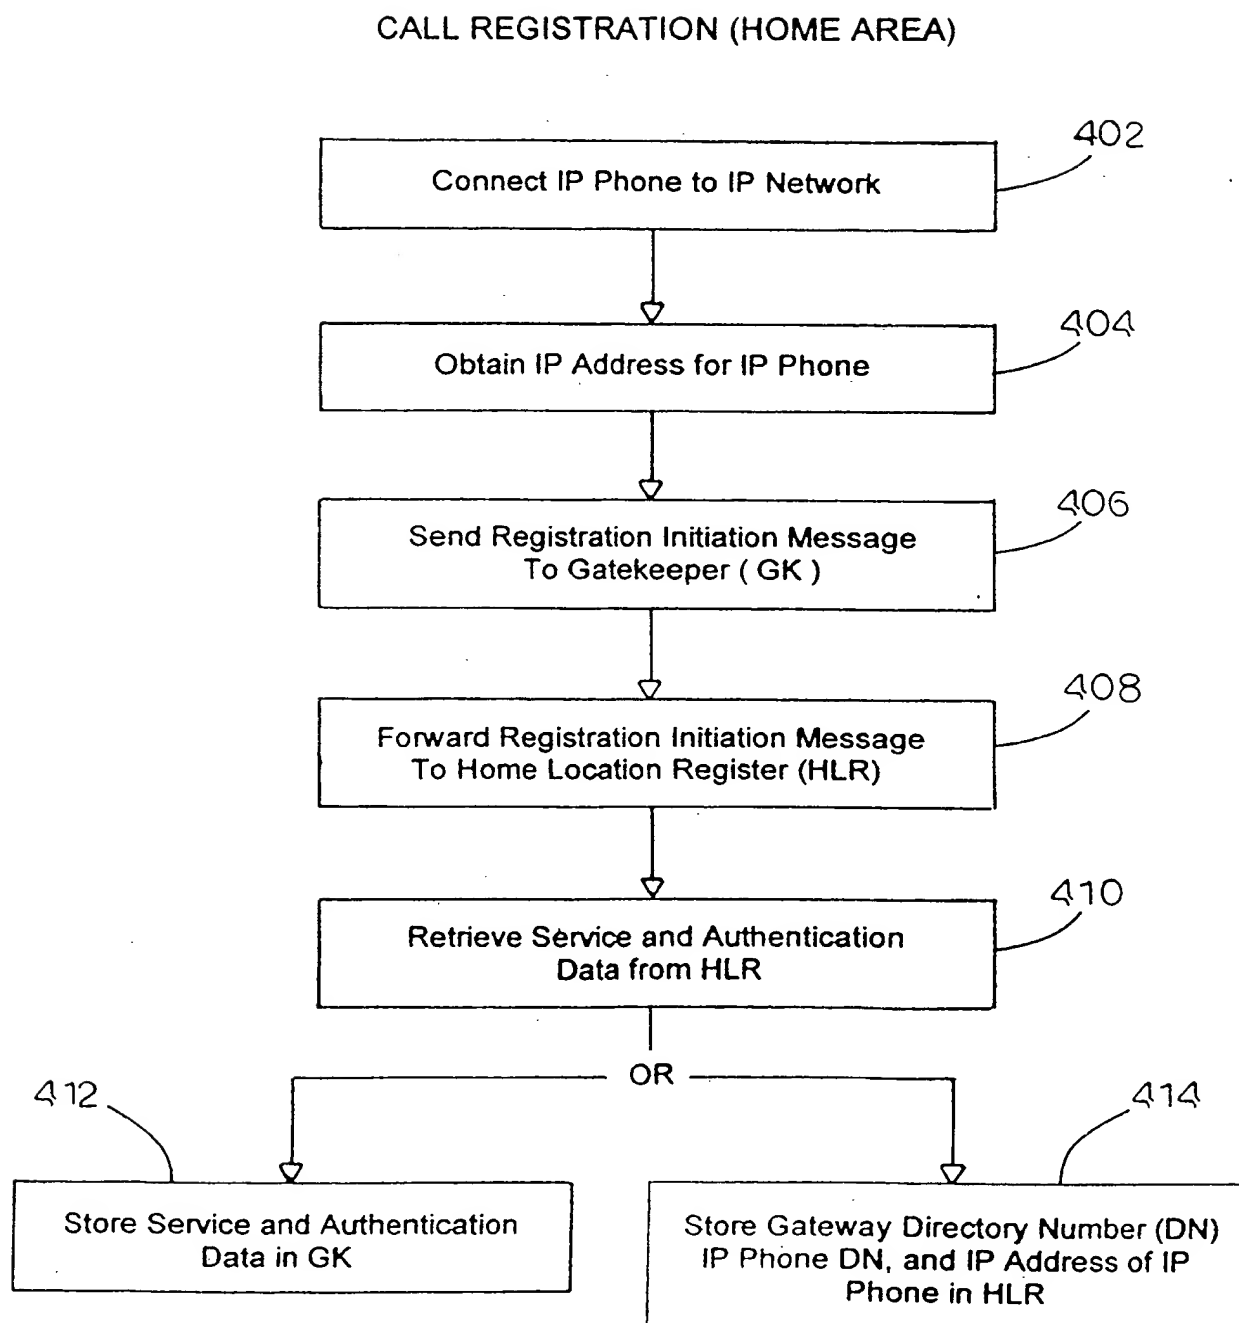 CALL REGISTRATION (HOME AREA)
402
Connect IP Phone to IP Network
404
Obtain IP Address for IP Phone
406
Send Registration Initiation Message
To Gatekeeper ( GK )
408
Forward Registration Initiation Message
To Home Location Register (HLR)
410
Retrieve Service and Authentication
Data from HLR
OR
412
414
Store Service and Authentication
Data in GK
Store Gateway Directory Number (DN)
IP Phone DN, and IP Address of IP
Phone in HLR